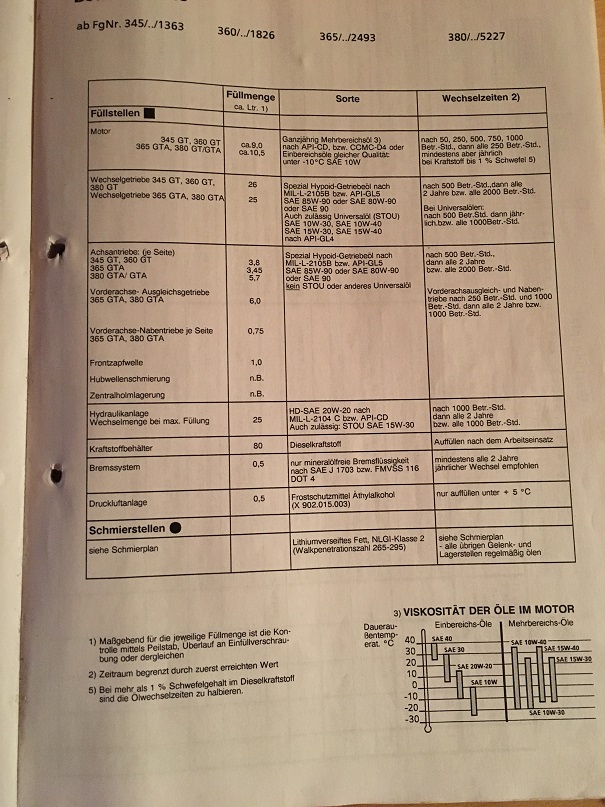 ab FgNr. 345/../1363 360/../1826 365/../2493 380/../5227
Füllmenge ca. Ltr. 1) Sorte Wechselzeiten 2)
Füllstellen
Motor
345 GT, 360 GT
365 GTA, 380 GT/GTA
ca.9,0
ca.10,5
Ganzjährig Mehrbereichsöl 3)
nach API-CD, bzw. CCMC-D4 oder
Einbereichsöle gleicher Qualität:
unter -10°C SAE 10W
nach 50, 250, 500, 750, 1000
Betr.-Std., dann alle 250 Betr.-Std.,
mindestens aber jährlich
bei Kraftstoff bis 1 % Schwefel 5)
Wechselgetriebe 345 GT, 360 GT,
380 GT
Wechselgetriebe 365 GTA, 380 GTA
26
25
Spezial Hypoid-Getriebeöl nach
MIL-L-2105B bzw. API-GL5
SAE 85W-90 oder SAE 80W-90
oder SAE 90
Auch zulässig Universalöl (STOU)
SAE 10W-30, SAE 10W-40
SAE 15W-30, SAE 15W-40
nach API-GL4
nach 500 Betr.-Std.,dann alle
2 Jahre bzw. alle 2000 Betr.-Std.
Bei Universalölen:
nach 500 Betr.Std. dann jähr-
lich.bzw. alle 1000Betr.-Std.
Achsantriebe: (je Seite)
345 GT, 360 GT
365 GTA
380 GTA/ GTA
3,8
3,45
5,7
Spezial Hypoid-Getriebeöl nach
MIL-L-2105B bzw. API-GL5
SAE 85W-90 oder SAE 80W-90
oder SAE 90
kein STOU oder anderes Universalöl
nach 500 Betr.-Std.,
dann alle 2 Jahre
bzw. alle 2000 Betr.-Std.
Vorderachse- Ausgleichsgetriebe
365 GTA, 380 GTA
6,0
Vorderachsausgleich- und Naben-
triebe nach 250 Betr.-Std. und 1000
Betr.-Std. dann alle 2 Jahre bzw.
1000 Betr.-Std.
Vorderachse-Nabentriebe je Seite
365 GTA, 380 GTA
0,75
Frontzapfwelle 1,0
Hubwellenschmierung n.B.
Zentralholmlagerung n.B.
Hydraulikanlage
Wechselmenge bei max. Füllung
25
HD-SAE 20W-20 nach
MIL-L-2104 C bzw. API-CD
Auch zulässig: STOU SAE 15W-30
nach 1000 Betr.-Std.
dann alle 2 Jahre
bzw. alle 1000 Betr.-Std.
Kraftstoffbehälter 80 Dieselkraftstoff Auffüllen nach dem Arbeitseinsatz
Bremssystem
0,5
nur mineralölfreie Bremsflüssigkeit
nach SAE J 1703 bzw. FMVSS 116
DOT 4
mindestens alle 2 Jahre
jährlicher Wechsel empfohlen
Druckluftanlage
0,5
Frostschutzmittel Äthylalkohol
(X 902.015.003)
nur auffüllen unter + 5 °C
Schmierstellen
siehe Schmierplan
Lithiumverseiftes Fett, NLGI-Klasse 2
(Walkpenetrationszahl 265-295)
siehe Schmierplan
- alle übrigen Gelenk- und
Lagerstellen regelmäßig ölen
1) Maßgebend für die jeweilige Füllmenge ist die Kon-
trolle mittels Peilstab, Überlauf an Einfüllverschrau-
bung oder dergleichen
2) Zeitraum begrenzt durch zuerst erreichten Wert
5) Bei mehr als 1 % Schwefelgehalt im Dieselkraftstoff
sind die Ölwechselzeiten zu halbieren.
3) VISKOSITÄT DER ÖLE IM MOTOR
Dauerau-
ßentemp-
erat. °C
Einbereichs-Öle Mehrbereichs-Öle
40
30
20
10
0
-10
-20
-30
SAE 40
SAE 30
SAE 20W-20
SAE 10W
SAE 10W-40
SAE 15W-40
SAE 15W-30
SAE 10W-30